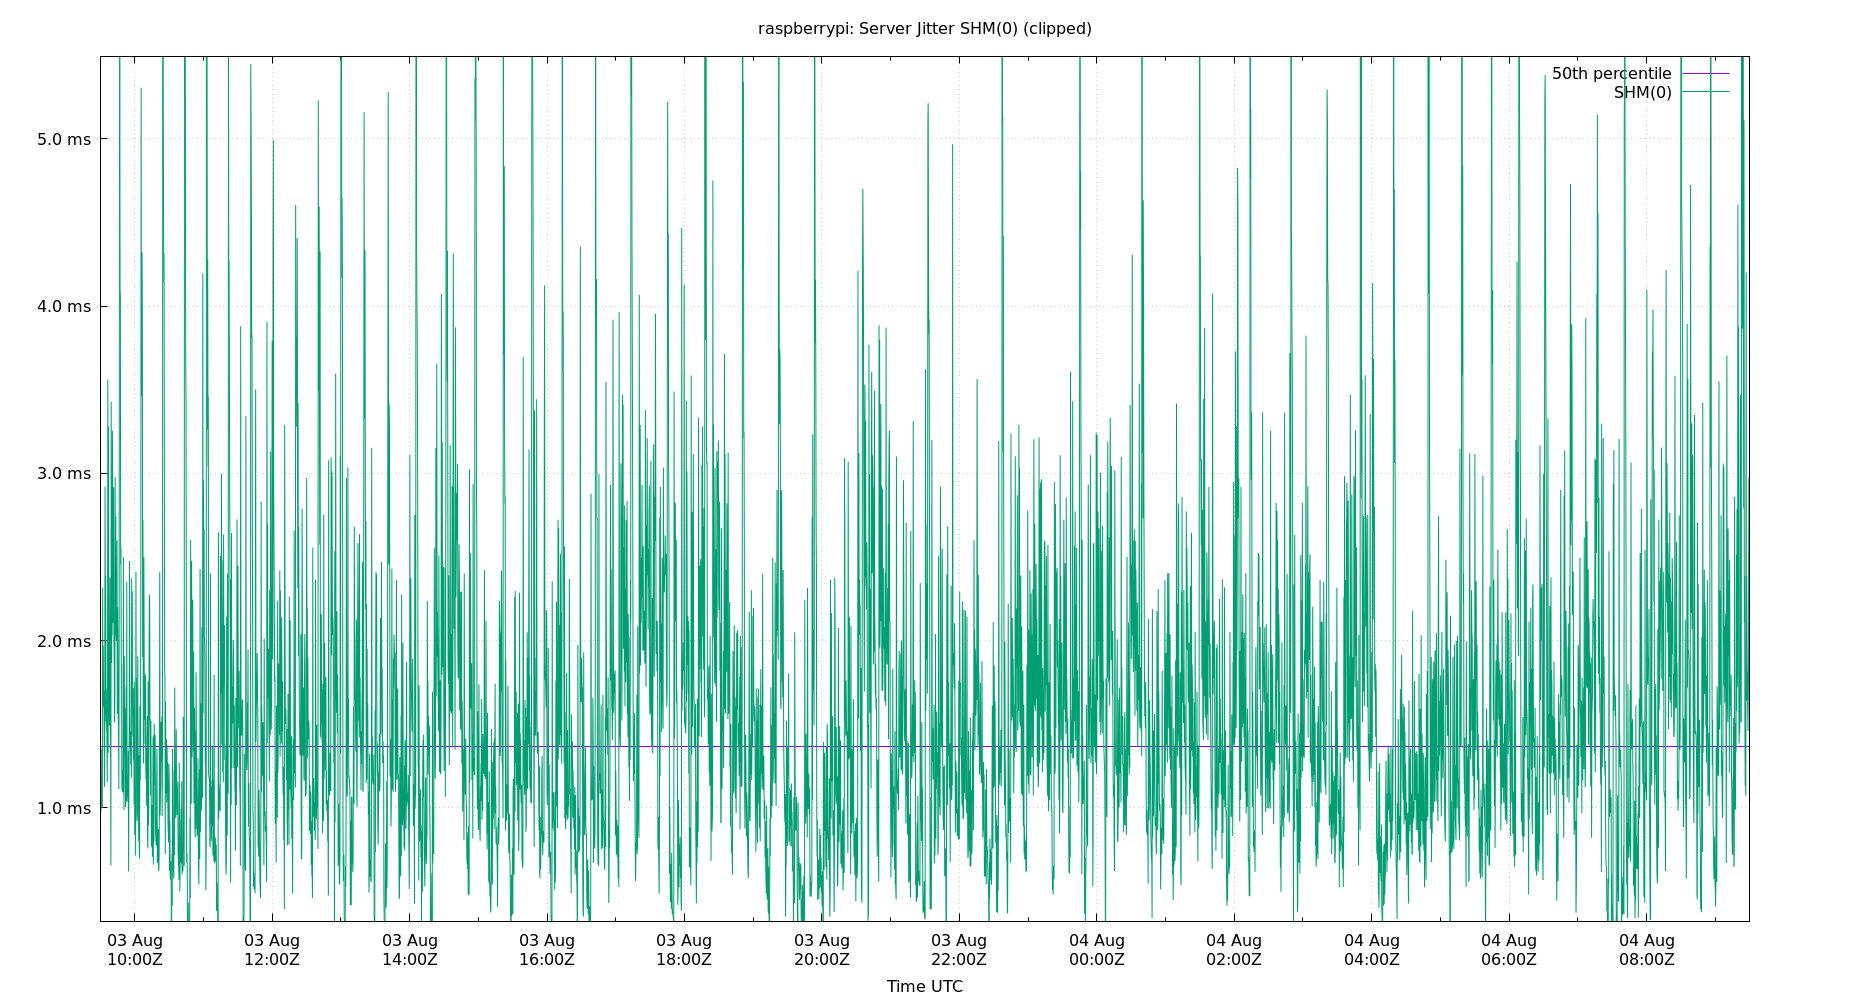 raspberrypi: Server Jitter SHM(0) (clipped)
50th percentile
SHM(0)
5.0 ms
4.0 ms
3.0 ms
2.0 ms
1.0 ms
03 Aug 03 Aug 03 Aug 03 Aug 03 Aug 03 Aug 03 Aug 04 Aug 04 Aug 04 Aug 04 Aug 04 Aug
10:00Z 12:00Z 14:00Z 16:00Z 18:00Z 20:00Z 22:00Z 00:00Z 02:00Z 04:00Z 06:00Z 08:00Z
Time UTC